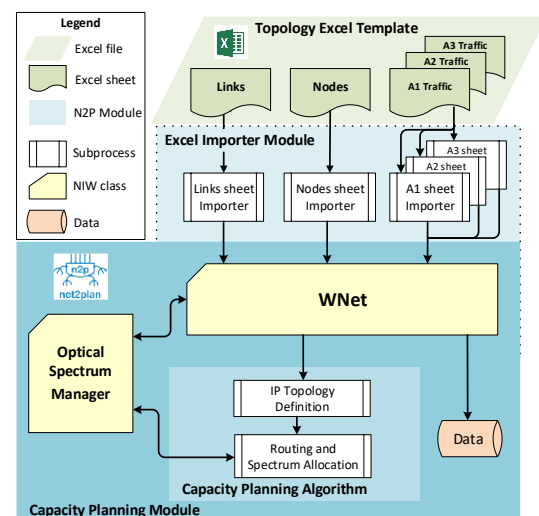 Legend
Excel file
Excel sheet
N2P Module
Subprocess
NIW class
Data
Topology Excel Template
Links
Nodes
A3 Traffic
A2 Traffic
A1 Traffic
Excel Importer Module
Links sheet
Importer
Nodes sheet
Importer
A3 sheet
A2 sheet
A1 sheet
Importer
n2p
net2plan
WNet
Optical
Spectrum
Manager
IP Topology
Definition
Routing and
Spectrum Allocation
Capacity Planning Algorithm
Data
Capacity Planning Module